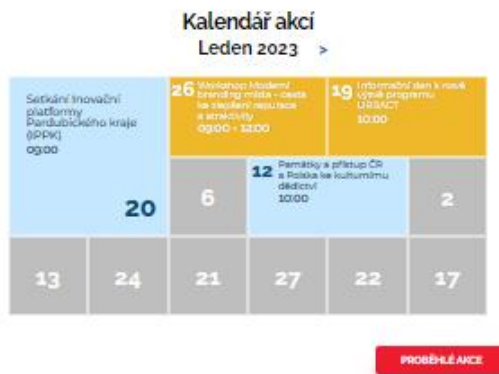 Kalendář akcí
Leden 2023 >
Setkání Inovační
platformy
Pardubického kraje
(IPPK)
09:00
20
26 Workshop Moderní
branding místa - cesta
ke zlepšení reputace
a atraktivity
09:00 - 12:00
19 Informační den k nové
výzvě programu
URBACT
10:00
6
12 Památky a přístup ČR
a Polska ke kulturnímu
dědictví
10:00
2
13 24 21 27 22 17
PROBĚHLÉ AKCE